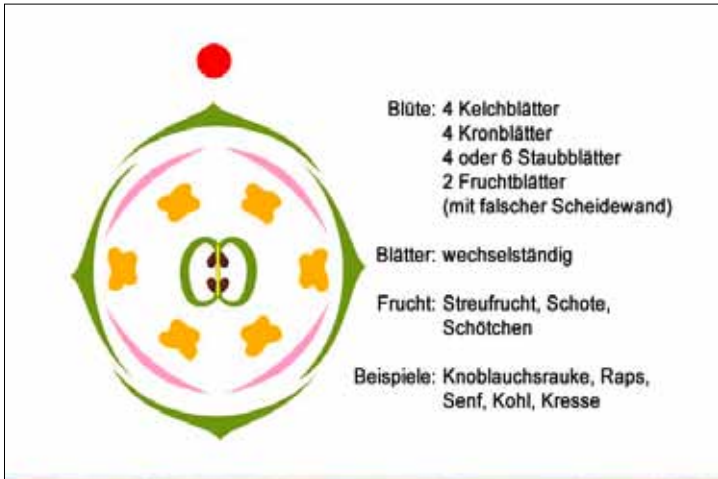 Blüte: 4 Kelchblätter
4 Kronblätter
4 oder 6 Staubblätter
2 Fruchtblätter
(mit falscher Scheidewand)
Blätter: wechselständig
Frucht: Streufrucht, Schote,
Schötchen
Beispiele: Knoblauchsrauke, Raps,
Senf, Kohl, Kresse